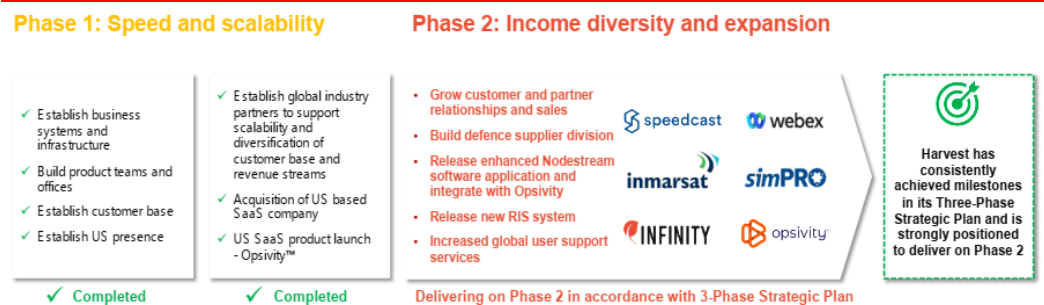 Phase 1: Speed and scalability
Phase 2: Income diversity and expansion
Establish business
systems and
infrastructure
Build product teams and
offices
Establish customer base
Establish US presence
Completed
Establish global industry
partners to support
scalability and
diversification of
customer base and
revenue streams
Acquisition of US based
SaaS company
US SaaS product launch
- Opsivity™
Completed
Grow customer and partner
relationships and sales
Build defence supplier division
Release enhanced Nodestream
software application and
integrate with Opsivity
Release new RIS system
Increased global user support
services
speedcast
webex
inmarsat
simPRO
INFINITY
opsivity
Delivering on Phase 2 in accordance with 3-Phase Strategic Plan
Harvest has
consistently
achieved milestones
in its Three-Phase
Strategic Plan and is
strongly positioned
to deliver on Phase 2